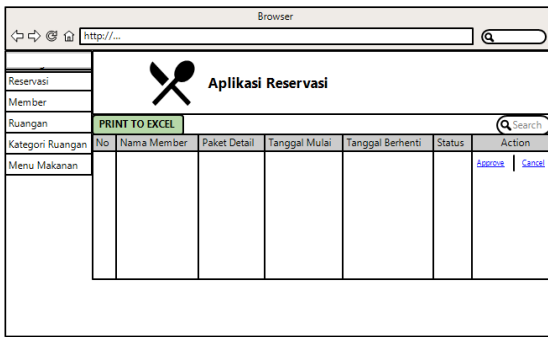 Browser
http://...
Reservasi
Member
Ruangan
Kategori Ruangan
Menu Makanan
Aplikasi Reservasi
PRINT TO EXCEL
Search
No Nama Member Paket Detail Tanggal Mulai Tanggal Berhenti Status Action
Approve Cancel